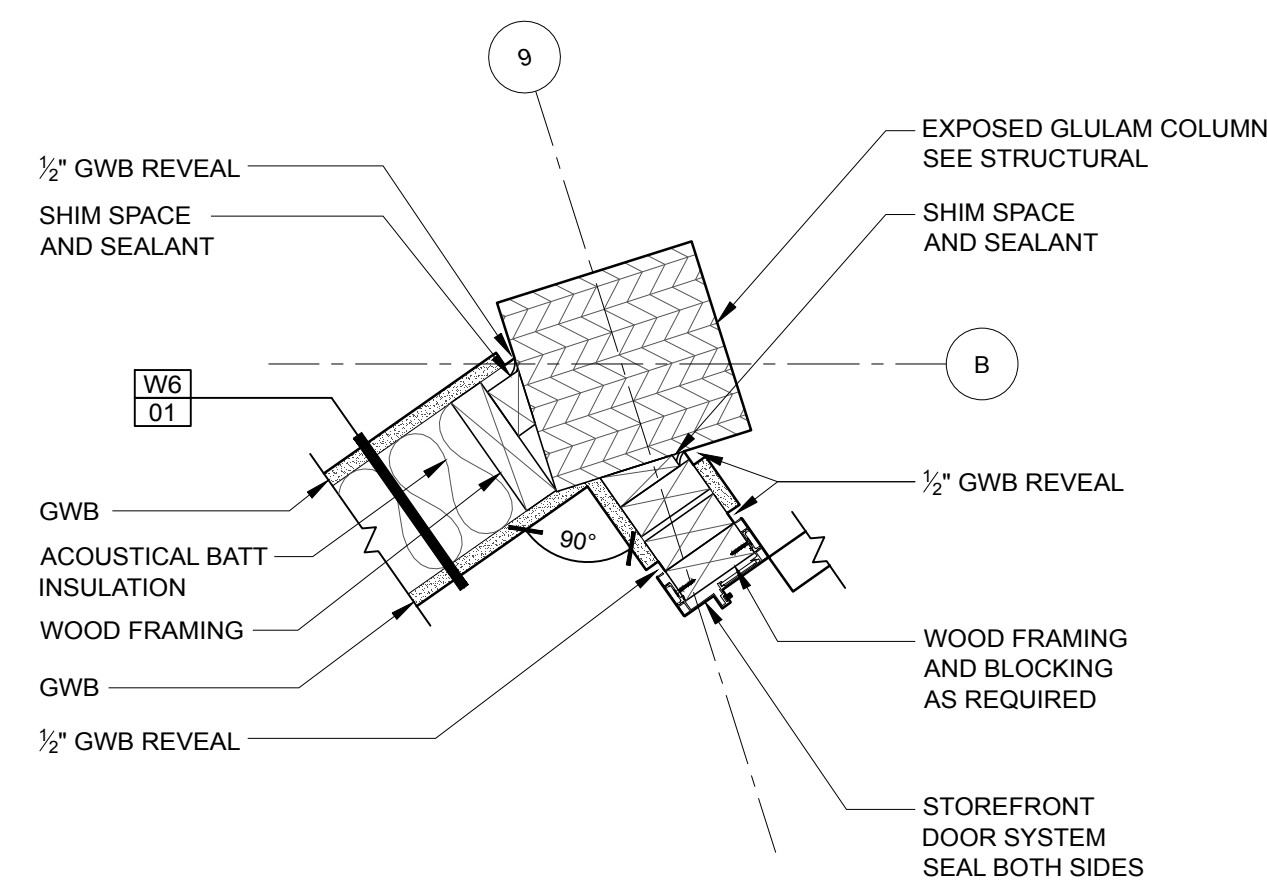 9
½" GWB REVEAL
SHIM SPACE
AND SEALANT
EXPOSED GLULAM COLUMN
SEE STRUCTURAL
SHIM SPACE
AND SEALANT
B
W6
01
GWB
ACOUSTICAL BATT
INSULATION
WOOD FRAMING
GWB
½" GWB REVEAL
90°
½" GWB REVEAL
WOOD FRAMING
AND BLOCKING
AS REQUIRED
STOREFRONT
DOOR SYSTEM
SEAL BOTH SIDES